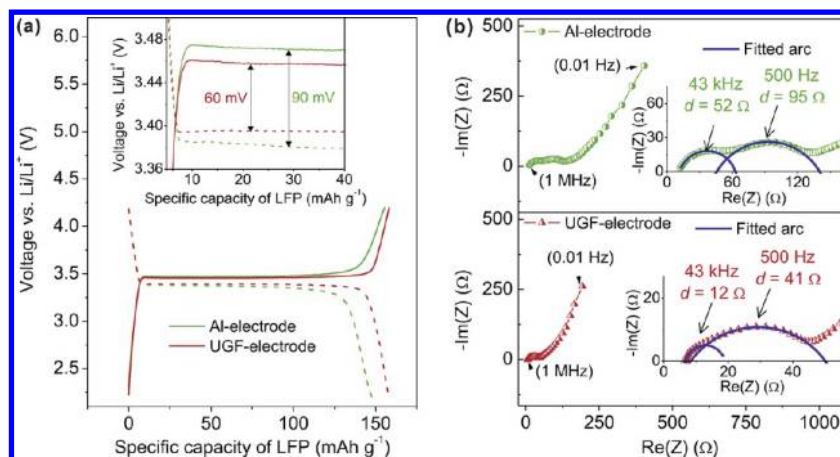 (a)
Voltage vs. Li/Li⁺ (V)
6.0
5.5
5.0
4.5
4.0
3.5
3.0
2.5
0
50
100
150
Specific capacity of LFP (mAh g⁻¹)
Al-electrode
UGF-electrode
Voltage vs. Li/Li⁺ (V)
3.48
3.44
3.40
3.36
10
20
30
40
Specific capacity of LFP (mAh g⁻¹)
60 mV
90 mV
(b)
-Im(Z) (Ω)
500
250
0
Al-electrode
(0.01 Hz)
(1 MHz)
Fitted arc
43 kHz
d = 52 Ω
500 Hz
d = 95 Ω
-Im(Z) (Ω)
60
30
0
0
60
120
Re(Z) (Ω)
-Im(Z) (Ω)
500
250
0
UGF-electrode
(0.01 Hz)
(1 MHz)
Fitted arc
43 kHz
d = 12 Ω
500 Hz
d = 41 Ω
-Im(Z) (Ω)
20
10
0
0
20
40
Re(Z) (Ω)
0
250
500
750
1000
Re(Z) (Ω)